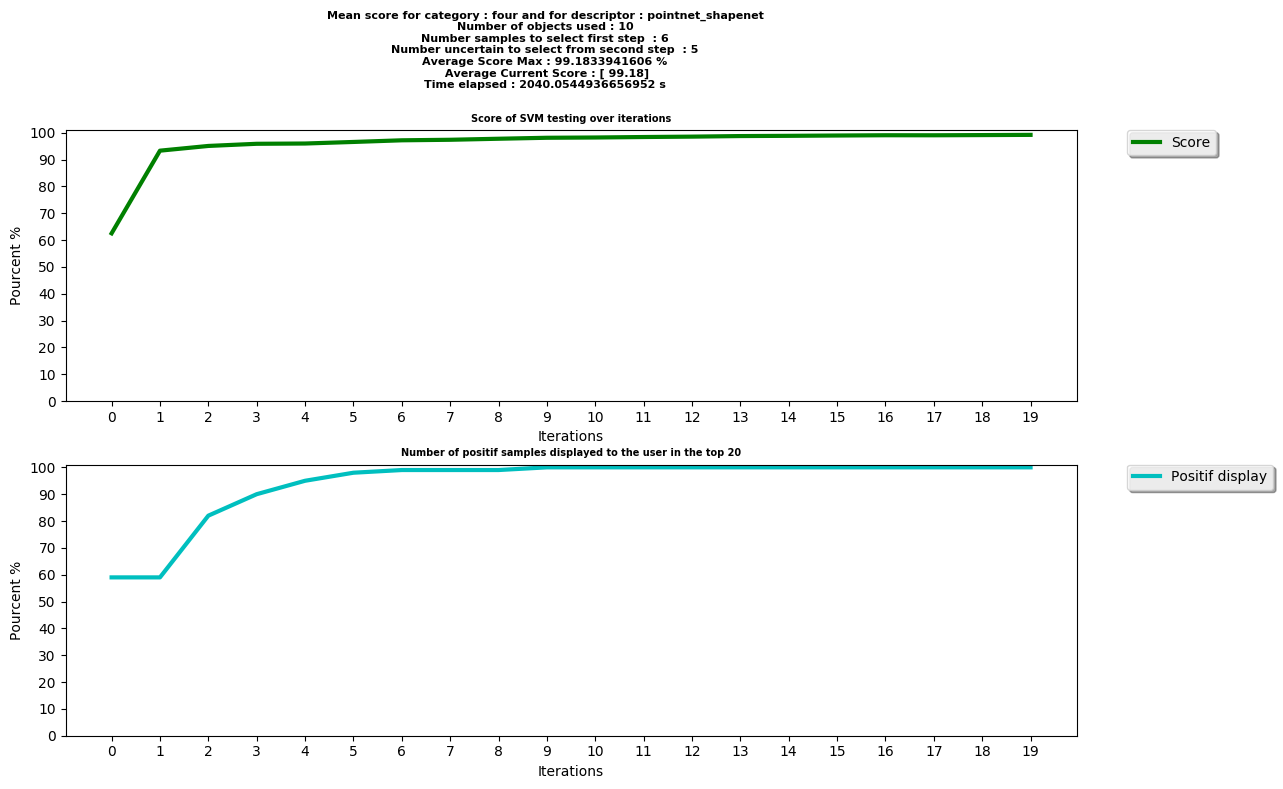 Mean score for category : four and for descriptor : pointnet_shapenet
Number of objects used : 10
Number samples to select first step  : 6
Number uncertain to select from second step  : 5
Average Score Max : 99.1833941606 %
Average Current Score : [ 99.18]
Time elapsed : 2040.0544936656952 s
Score of SVM testing over iterations
100
90
80
70
60
50
40
30
20
10
0
Pourcent %
0 1 2 3 4 5 6 7 8 9 10 11 12 13 14 15 16 17 18 19
Iterations
Score
Number of positif samples displayed to the user in the top 20
100
90
80
70
60
50
40
30
20
10
0
Pourcent %
0 1 2 3 4 5 6 7 8 9 10 11 12 13 14 15 16 17 18 19
Iterations
Positif display